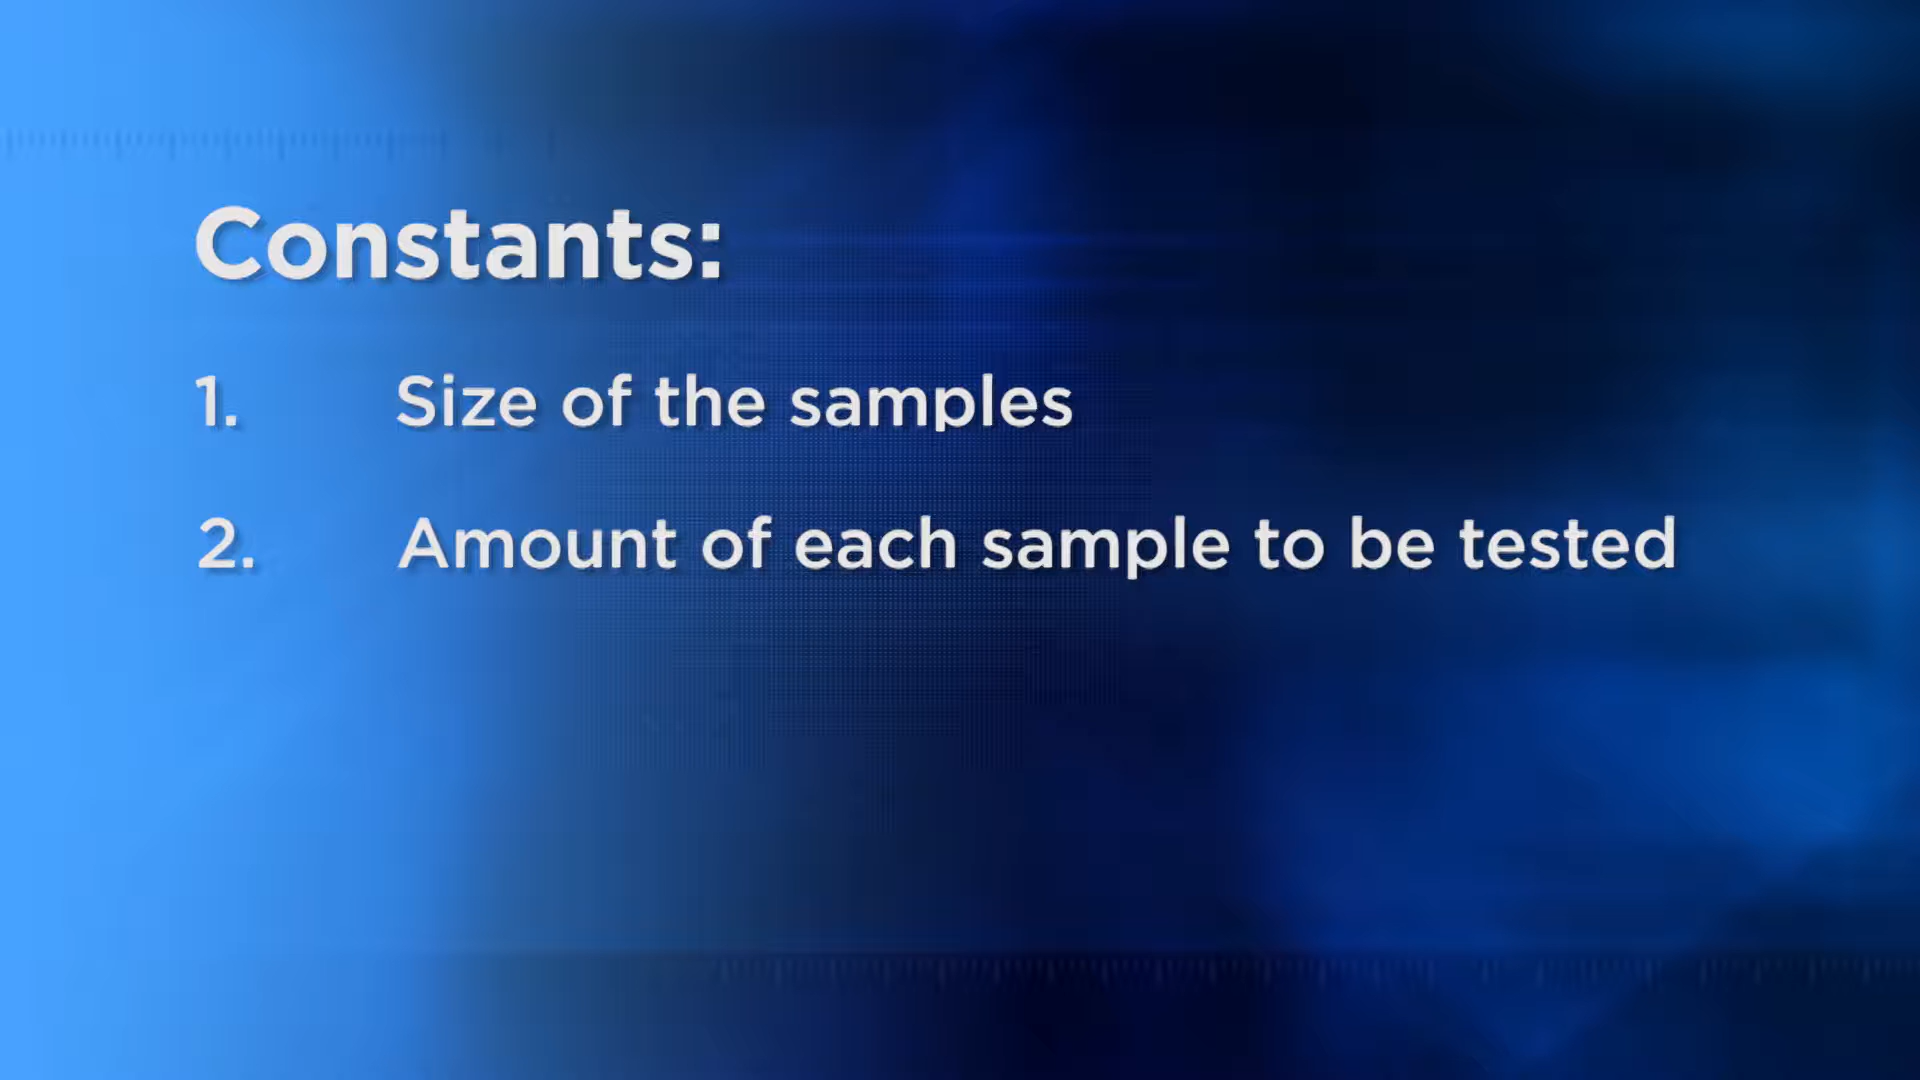 Constants:
1. Size of the samples
2. Amount of each sample to be tested